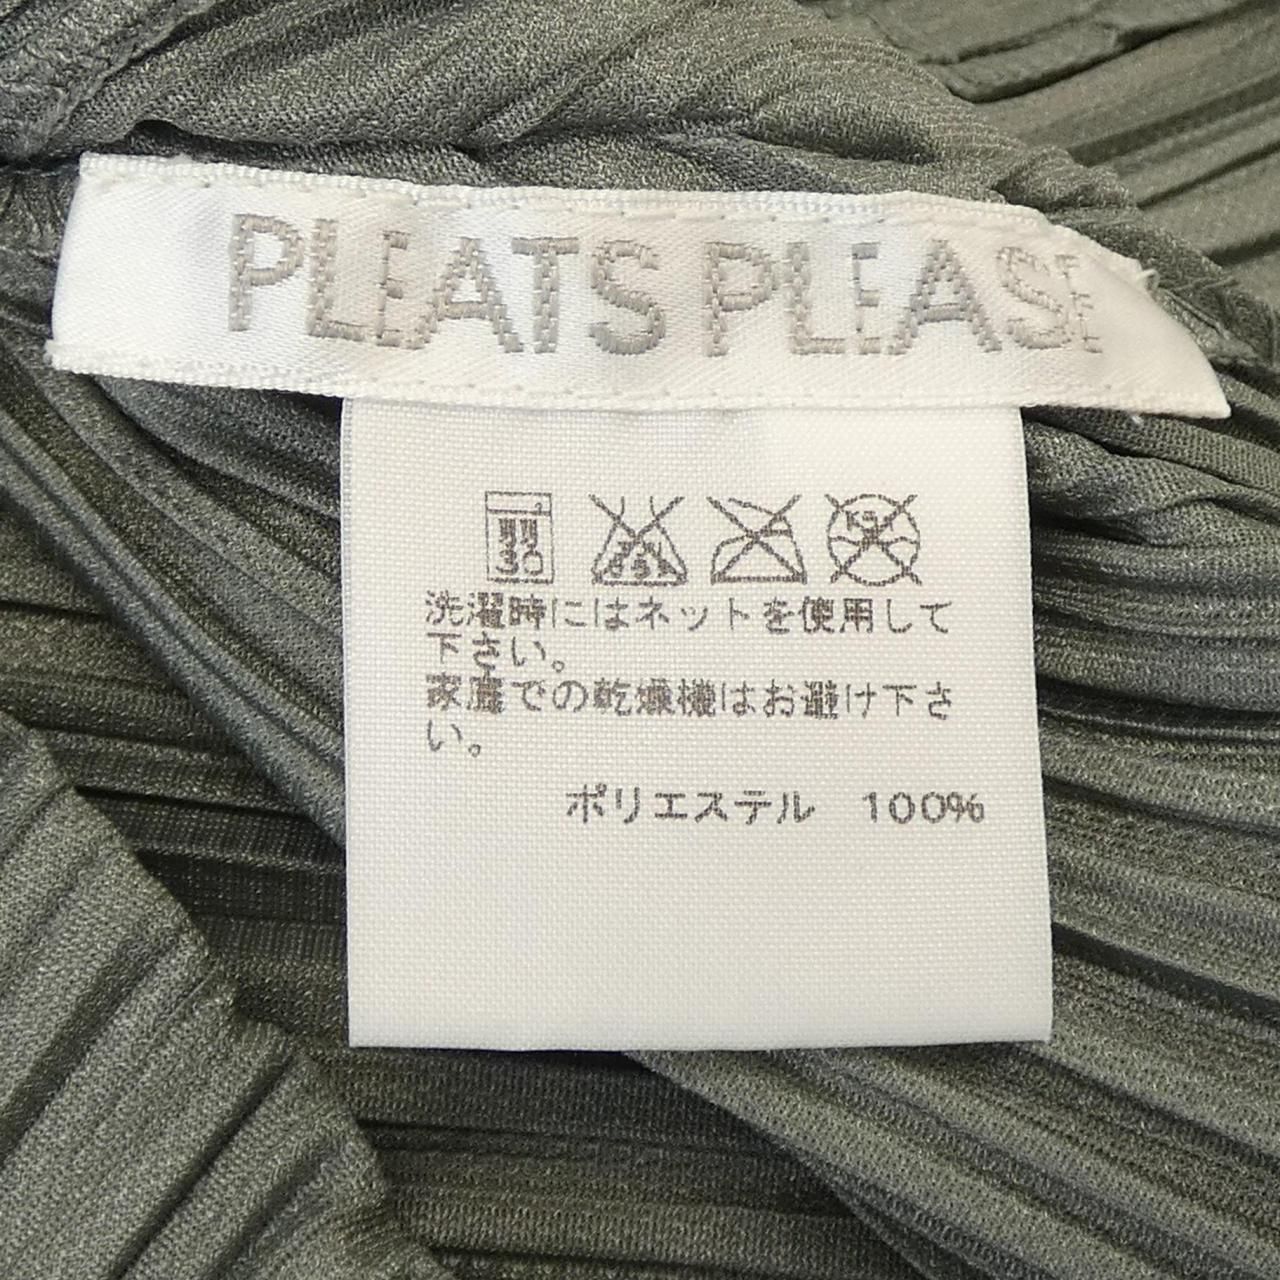 PLEATS PLEASE
弱 30
洗濯時にはネットを使用して
下さい。
家庭での乾燥機はお避け下さ
い。
ポリエステル 100%